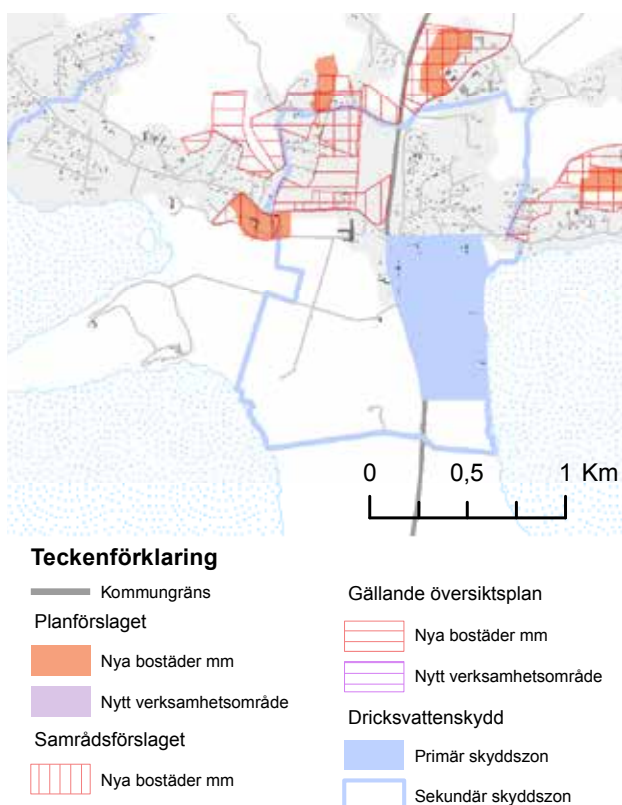 0 0,5 1 Km
Teckenförklaring
Kommungräns
Planförslaget
Nya bostäder mm
Nytt verksamhetsområde
Samrådsförslaget
Nya bostäder mm
Gällande översiktsplan
Nya bostäder mm
Nytt verksamhetsområde
Dricksvattenskydd
Primär skyddszon
Sekundär skyddszon